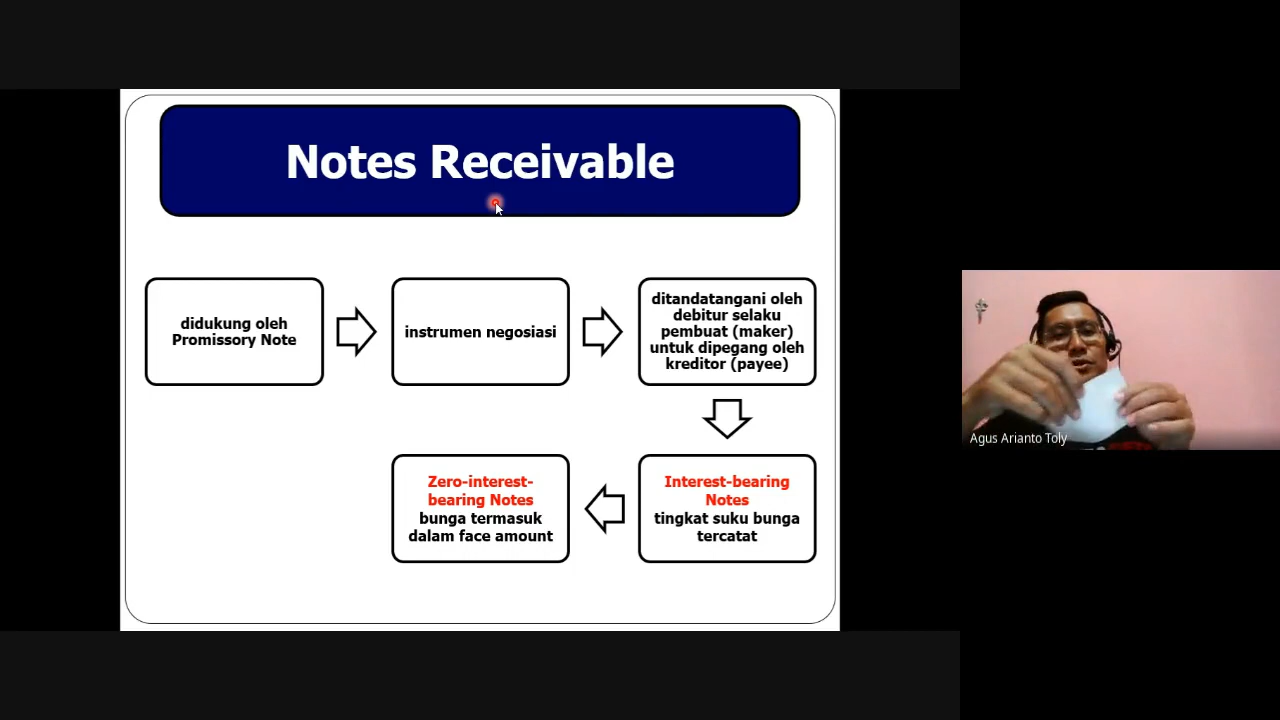 Notes Receivable
didukung oleh
Promissory Note
instrumen negosiasi
ditandatangani oleh
debitur selaku
pembuat (maker)
untuk dipegang oleh
kreditor (payee)
Interest-bearing
Notes
tingkat suku bunga
tercatat
Zero-interest-
bearing Notes
bunga termasuk
dalam face amount
Agus Arianto Toly